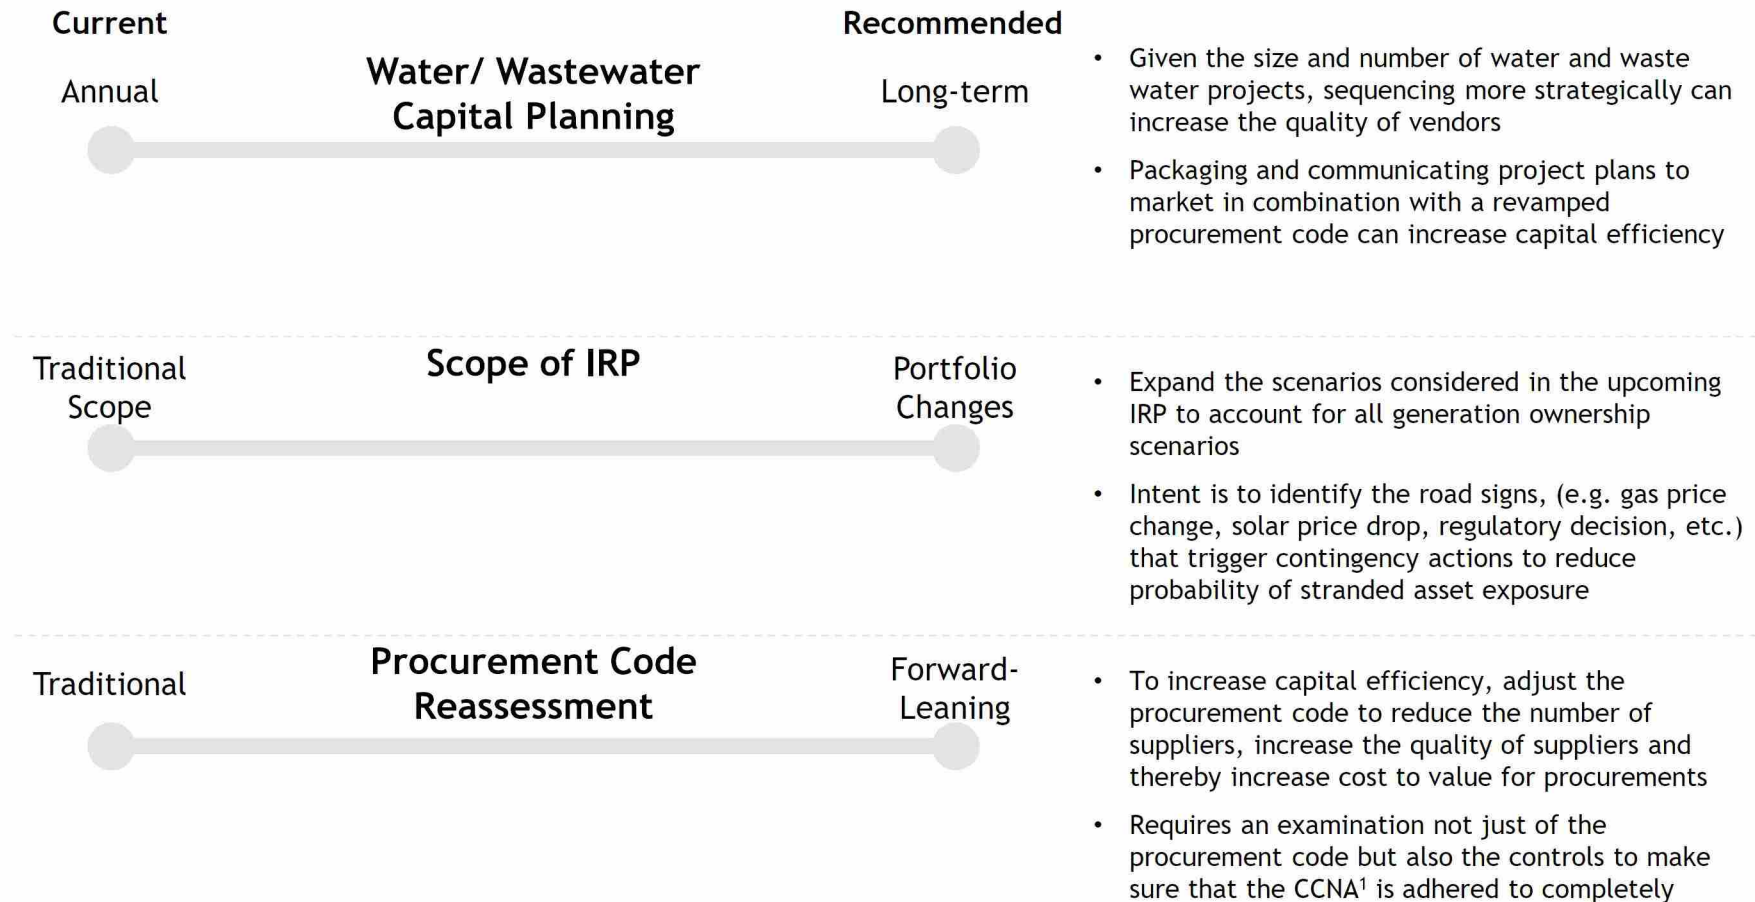 Current
Recommended
Water/ Wastewater
Capital Planning
Annual
Long-term
• Given the size and number of water and waste
water projects, sequencing more strategically can
increase the quality of vendors
• Packaging and communicating project plans to
market in combination with a revamped
procurement code can increase capital efficiency
Traditional
Scope
Scope of IRP
Portfolio
Changes
• Expand the scenarios considered in the upcoming
IRP to account for all generation ownership
scenarios
• Intent is to identify the road signs, (e.g. gas price
change, solar price drop, regulatory decision, etc.)
that trigger contingency actions to reduce
probability of stranded asset exposure
Traditional
Procurement Code
Reassessment
Forward-
Leaning
• To increase capital efficiency, adjust the
procurement code to reduce the number of
suppliers, increase the quality of suppliers and
thereby increase cost to value for procurements
• Requires an examination not just of the
procurement code but also the controls to make
sure that the CCNA¹ is adhered to completely